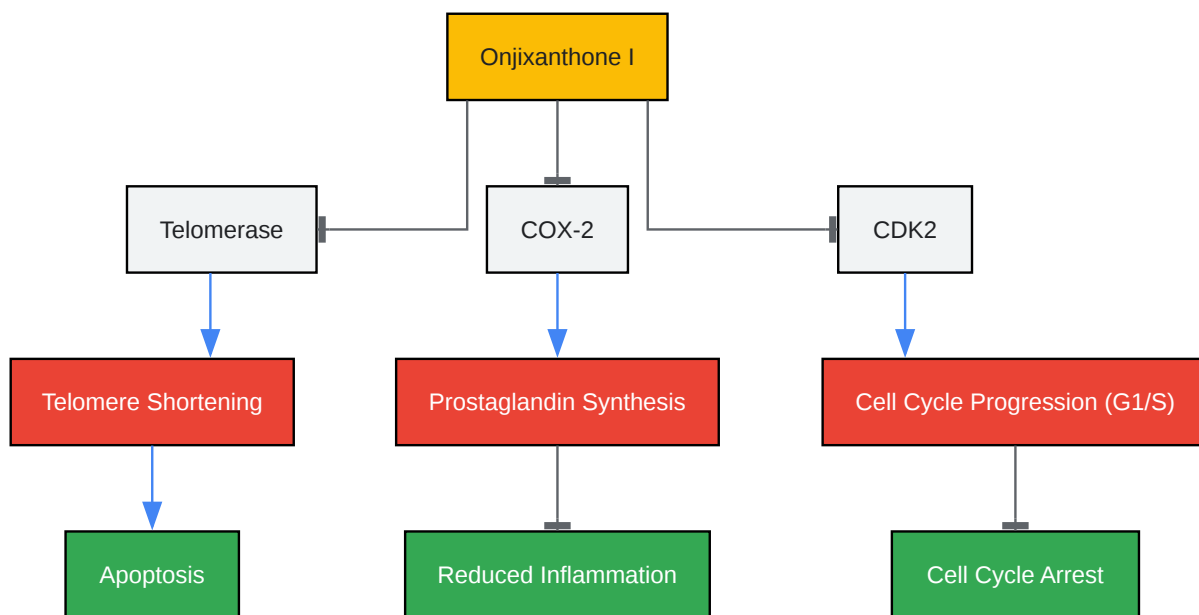 Onjixanthone I
Telomerase
COX-2
CDK2
Telomere Shortening
Prostaglandin Synthesis
Cell Cycle Progression (G1/S)
Apoptosis
Reduced Inflammation
Cell Cycle Arrest